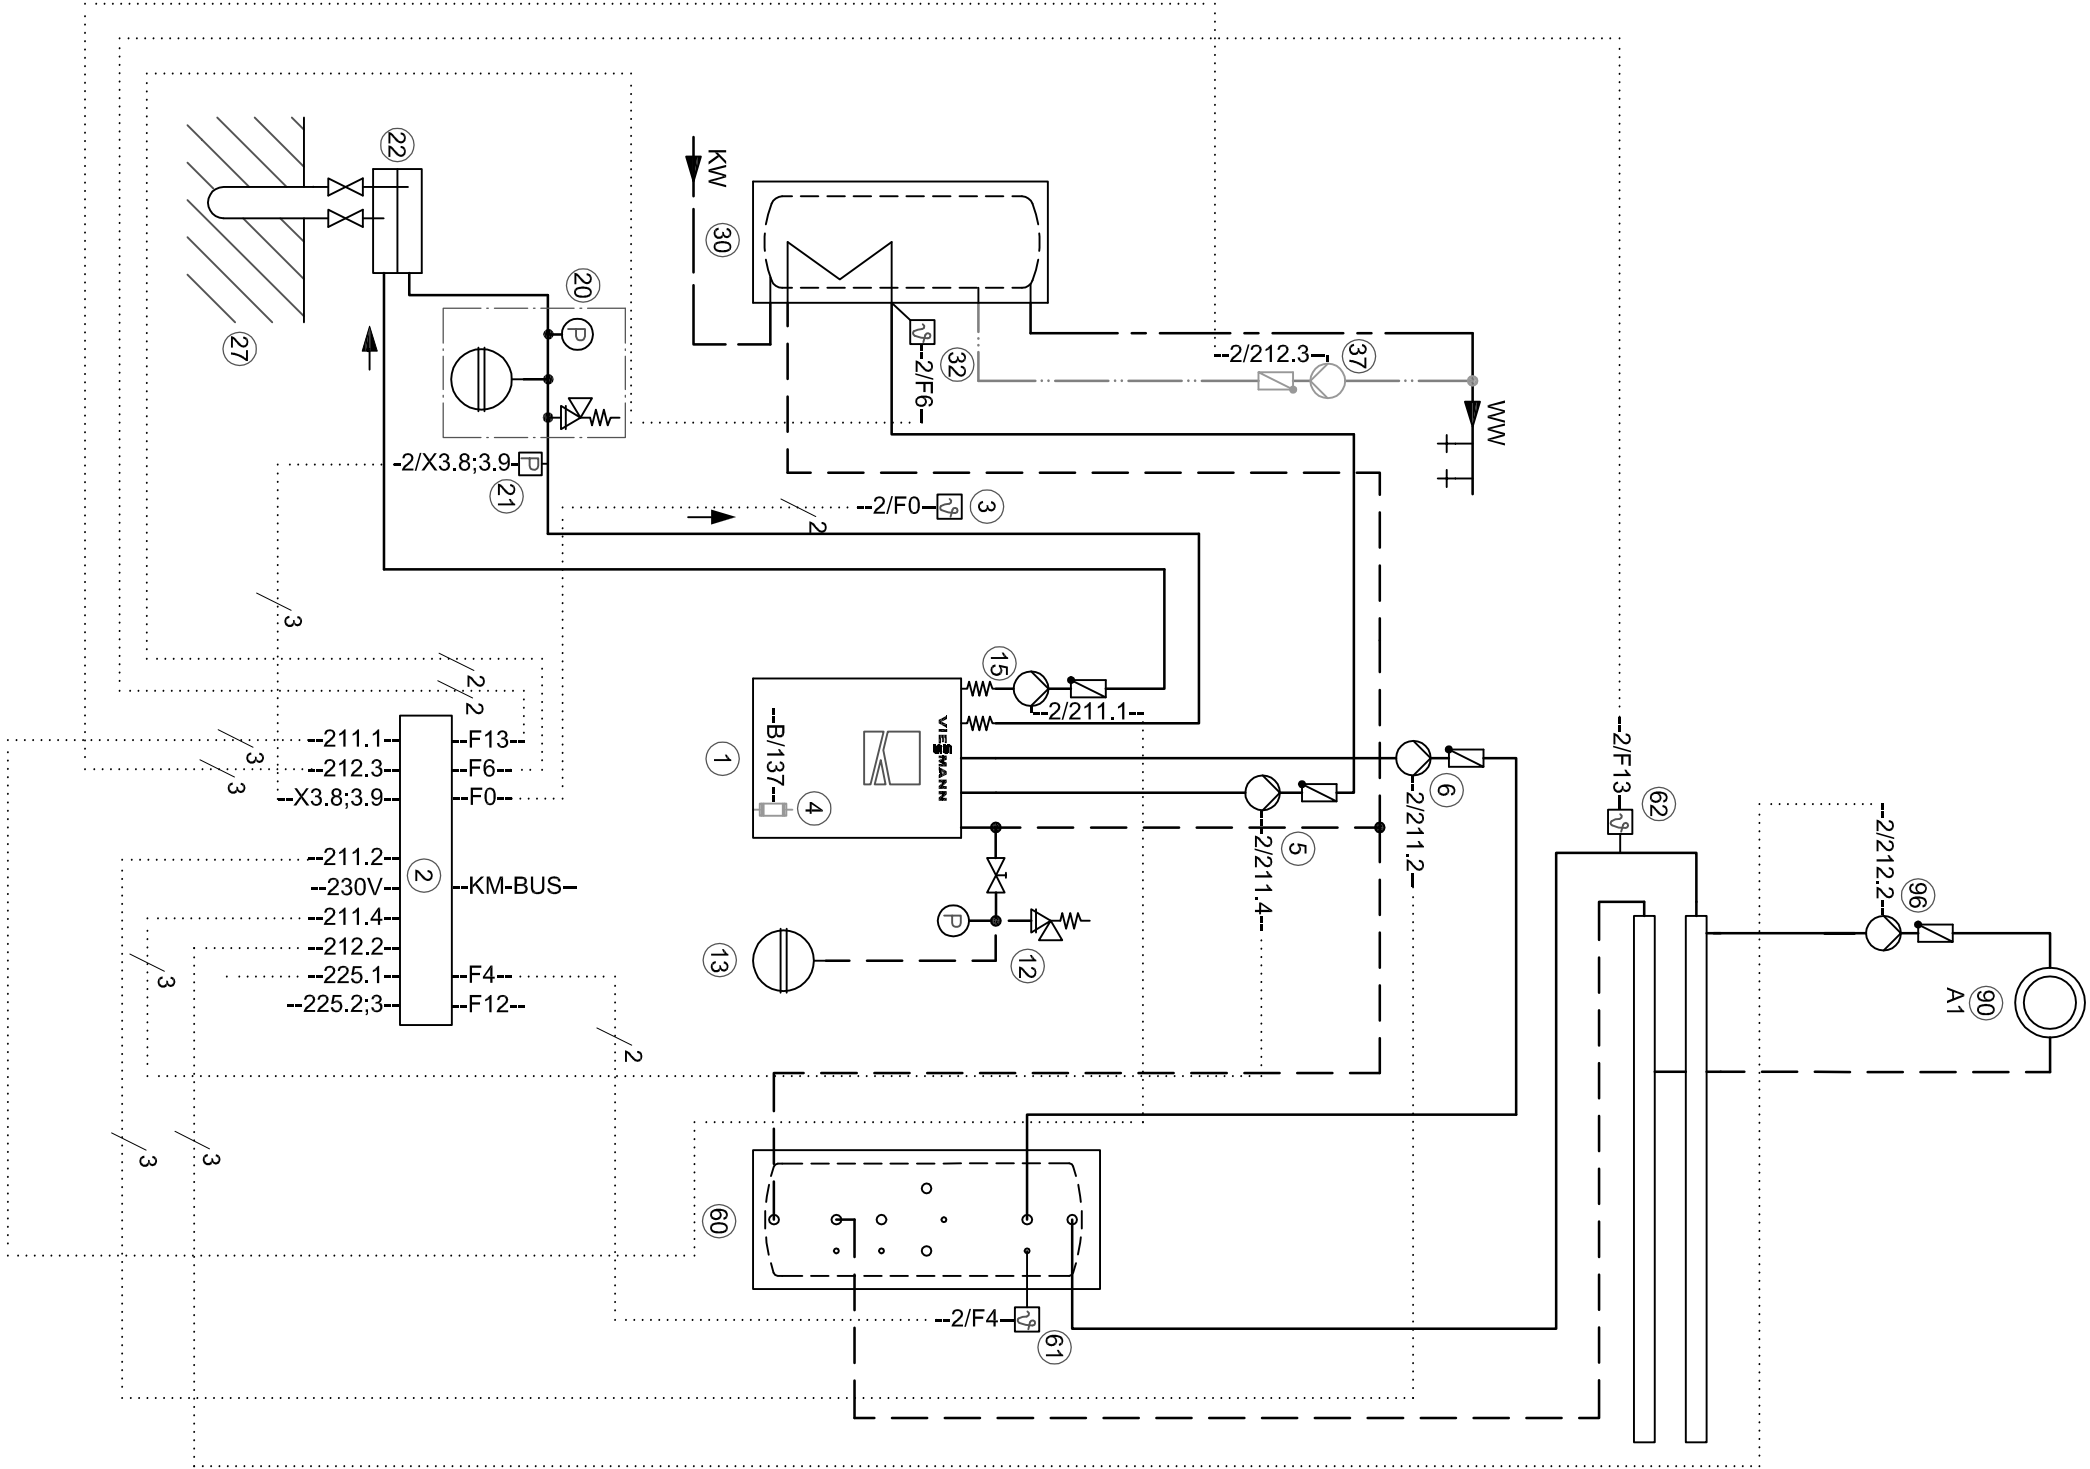 22
KW
30
20
P
27
32
--2/F6--
--2/212.3--
37
WW
--2/X3.8;3.9-
P
21
--2/F0--
3
2
3
2
2
15
--2/211.1--
VIESSMANN
--B/137--
1
4
6
--2/211.2--
5
--2/211.4--
--2/F13--
62
--2/212.2--
96
90
A1
3
3
--211.1--
--212.3--
--X3.8;3.9--
--211.2--
--230V--
--211.4--
--212.2--
--225.1--
--225.2;3--
2
--F13--
--F6--
--F0--
--KM-BUS--
--F4--
--F12--
P
13
12
3
2
3
3
60
--2/F4--
61